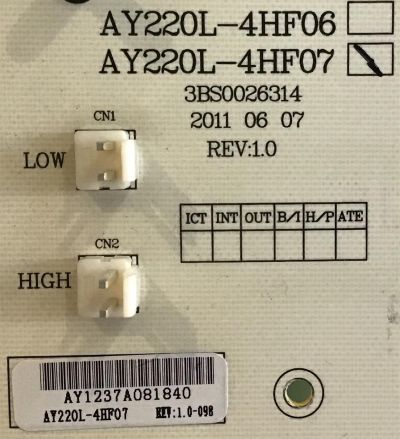 AY220L-4HF06
AY220L-4HF07
3BS0026314
2011 06 07
REV:1.0
CN1
LOW
ICT INT OUT B/I H/P ATE
CN2
HIGH
AY1237A081840
AY220L-4HF07 REV:1.0-098